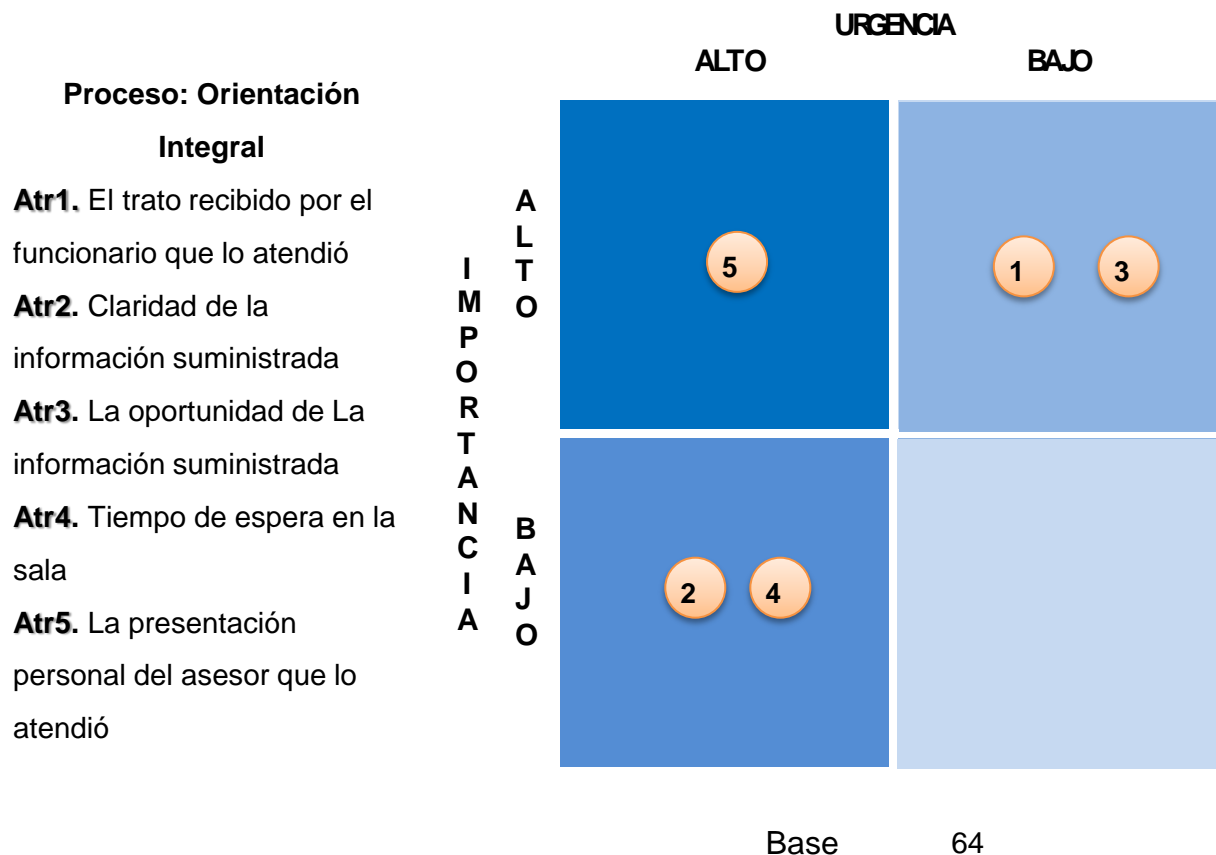 URGENCIA
ALTO BAJO
Proceso: Orientación
Integral
Atr1. El trato recibido por el
funcionario que lo atendió
Atr2. Claridad de la
información suministrada
Atr3. La oportunidad de La
información suministrada
Atr4. Tiempo de espera en la
sala
Atr5. La presentación
personal del asesor que lo
atendió
IMPORTANCIA
ALTO
BAJO
5
1 3
2 4
Base 64